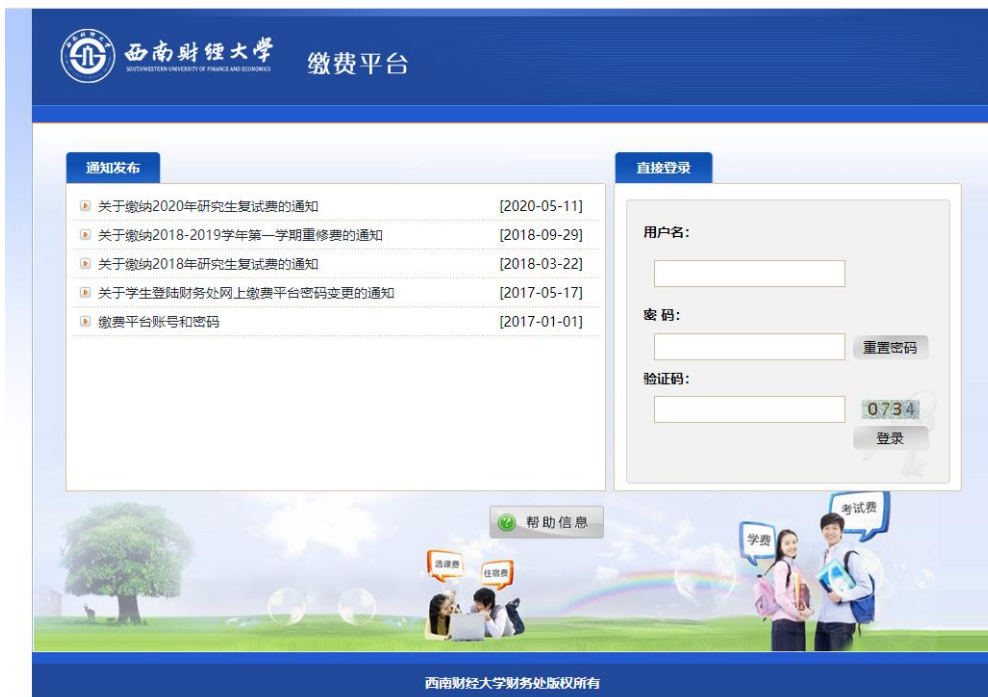 西南财经大学
SOUTHWESTERN UNIVERSITY OF FINANCE AND ECONOMICS
缴费平台
通知发布
关于缴纳2020年研究生复试费的通知 [2020-05-11]
关于缴纳2018-2019学年第一学期重修费的通知 [2018-09-29]
关于缴纳2018年研究生复试费的通知 [2018-03-22]
关于学生登陆财务处网上缴费平台密码变更的通知 [2017-05-17]
缴费平台账号和密码 [2017-01-01]
直接登录
用户名：
密 码：
重置密码
验证码：
0734
登录
帮助信息
选课费
住宿费
学费
考试费
西南财经大学财务处版权所有